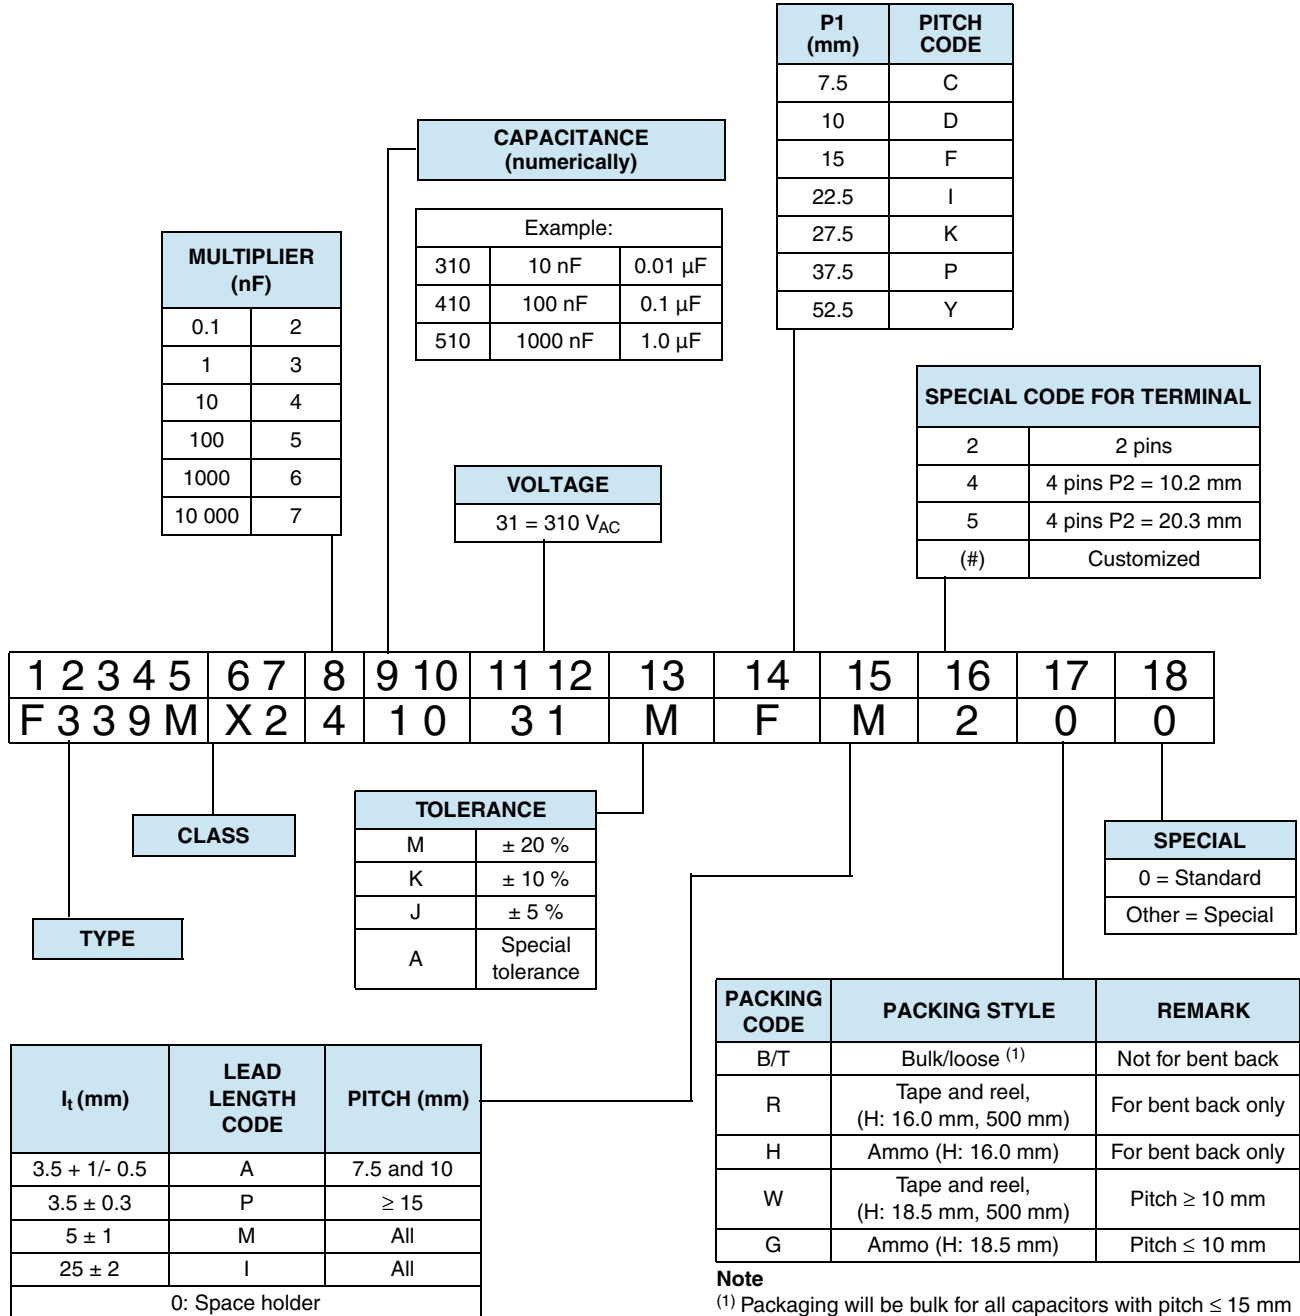 P1 (mm) PITCH CODE
7.5 C
10 D
15 F
22.5 I
27.5 K
37.5 P
52.5 Y
CAPACITANCE
(numerically)
Example:
310 10 nF 0.01 µF
410 100 nF 0.1 µF
510 1000 nF 1.0 µF
MULTIPLIER
(nF)
0.1 2
1 3
10 4
100 5
1000 6
10 000 7
VOLTAGE
31 = 310 VAC
SPECIAL CODE FOR TERMINAL
2 2 pins
4 4 pins P2 = 10.2 mm
5 4 pins P2 = 20.3 mm
(#) Customized
1 2 3 4 5 6 7 8 9 10 11 12 13 14 15 16 17 18
F 3 3 9 M X 2 4 1 0 3 1 M F M 2 0 0
TYPE
CLASS
TOLERANCE
M ± 20 %
K ± 10 %
J ± 5 %
A Special tolerance
SPECIAL
0 = Standard
Other = Special
lt (mm) LEAD LENGTH CODE PITCH (mm)
3.5 + 1/- 0.5 A 7.5 and 10
3.5 ± 0.3 P ≥ 15
5 ± 1 M All
25 ± 2 I All
0: Space holder
PACKING CODE PACKING STYLE REMARK
B/T Bulk/loose (1) Not for bent back
R Tape and reel, (H: 16.0 mm, 500 mm) For bent back only
H Ammo (H: 16.0 mm) For bent back only
W Tape and reel, (H: 18.5 mm, 500 mm) Pitch ≥ 10 mm
G Ammo (H: 18.5 mm) Pitch ≤ 10 mm
Note
(1) Packaging will be bulk for all capacitors with pitch ≤ 15 mm